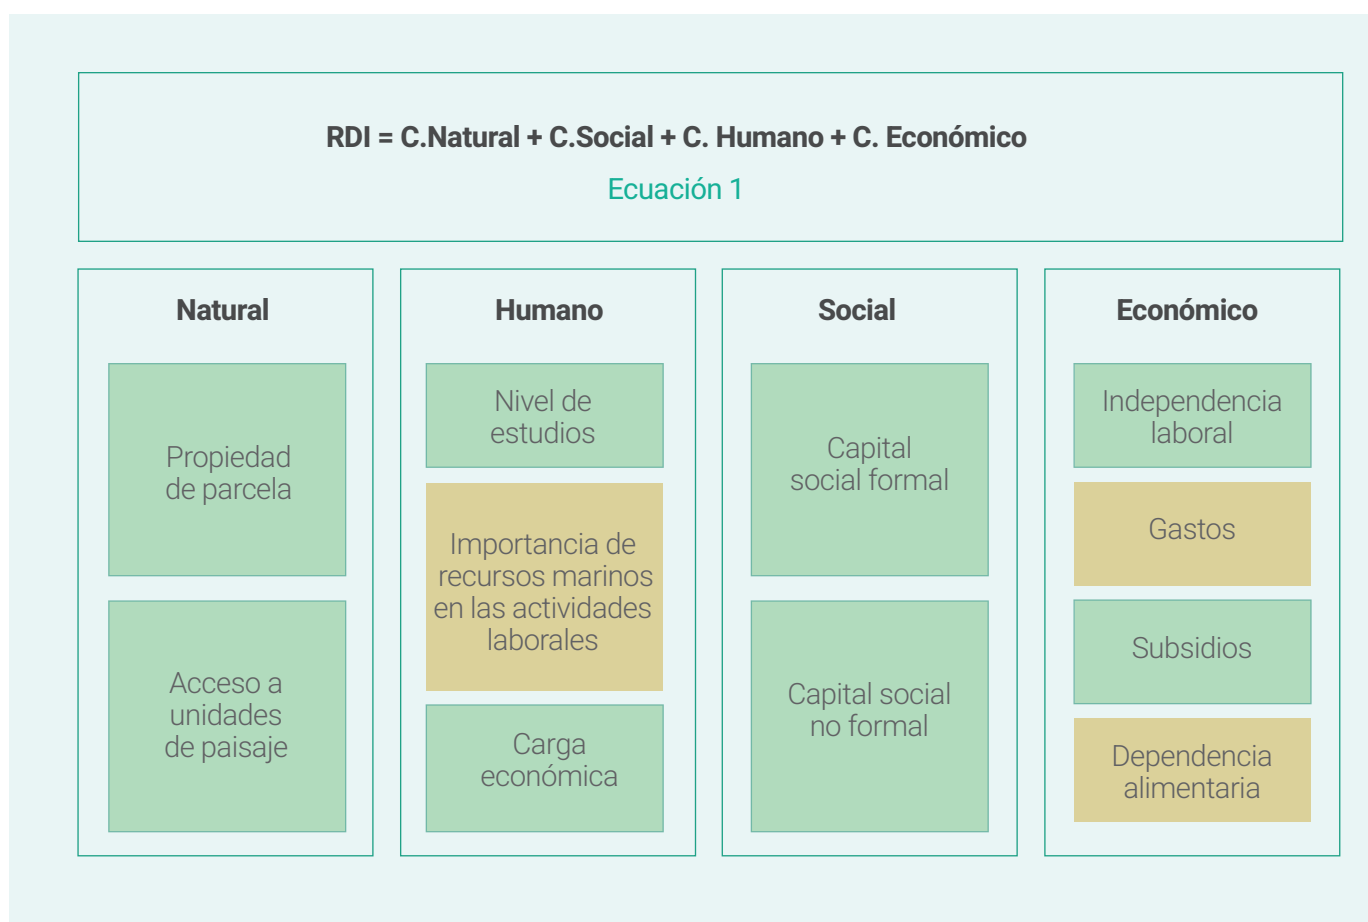 RDI = C.Natural + C.Social + C. Humano + C. Económico
Ecuación 1
Natural
Propiedad
de parcela
Acceso a
unidades
de paisaje
Humano
Nivel de
estudios
Importancia de
recursos marinos
en las actividades
laborales
Carga
económica
Social
Capital
social formal
Capital social
no formal
Económico
Independencia
laboral
Gastos
Subsidios
Dependencia
alimentaria